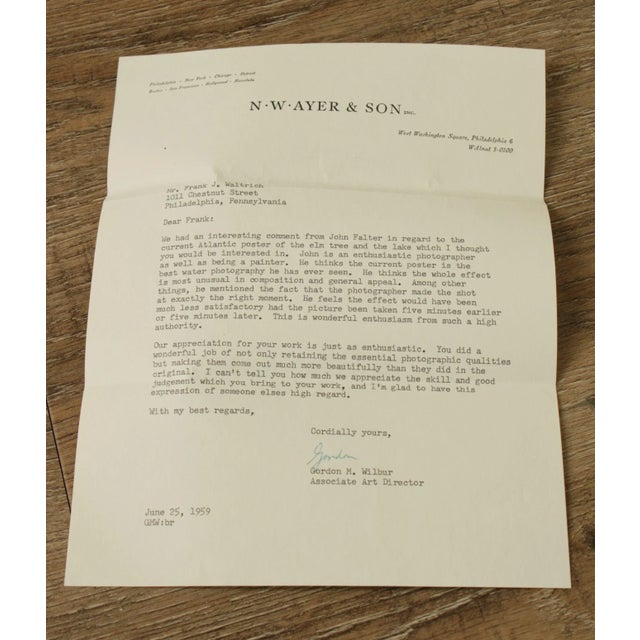 Philadelphia · New York · Chicago · Detroit
Boston · San Francisco · Hollywood · Honolulu
N·W·AYER & SON INC.
West Washington Square, Philadelphia 6
WAlnut 5-0100
Mr. Frank J. Waltrich
1011 Chestnut Street
Philadelphia, Pennsylvania
Dear Frank:
We had an interesting comment from John Falter in regard to the
current Atlantic poster of the elm tree and the lake which I thought
you would be interested in. John is an enthusiastic photographer
as well as being a painter. He thinks the current poster is the
best water photography he has ever seen. He thinks the whole effect
is most unusual in composition and general appeal. Among other
things, he mentioned the fact that the photographer made the shot
at exactly the right moment. He feels the effect would have been
much less satisfactory had the picture been taken five minutes earlier
or five minutes later. This is wonderful enthusiasm from such a high
authority.
Our appreciation for your work is just as enthusiastic. You did a
wonderful job of not only retaining the essential photographic qualities
but making them come out much more beautifully than they did in the
original. I can't tell you how much we appreciate the skill and good
judgement which you bring to your work, and I'm glad to have this
expression of someone elses high regard.
With my best regards,
Cordially yours,
Gordon
Gordon M. Wilbur
Associate Art Director
June 25, 1959
GMW:br